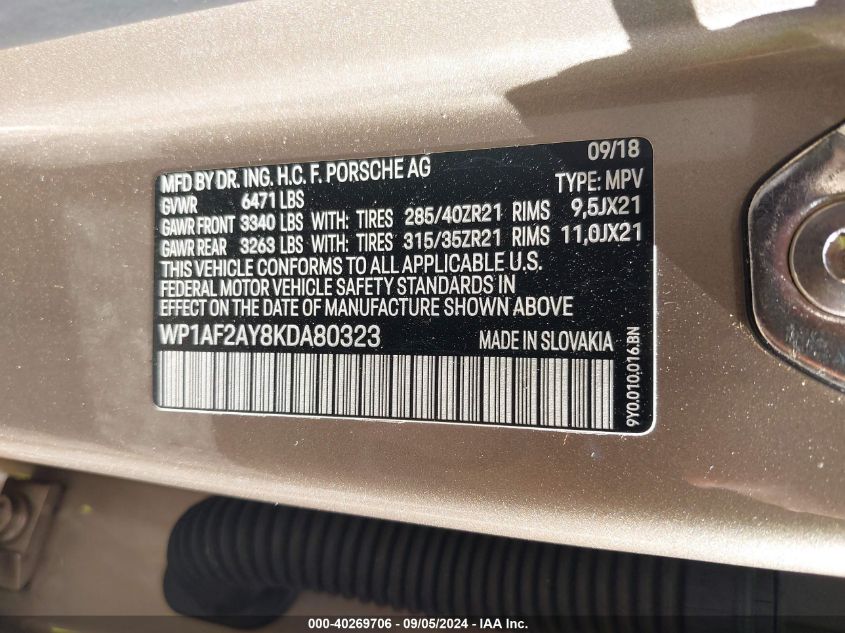 09/18
MFD BY DR. ING. H.C. F. PORSCHE AG
TYPE: MPV
GVWR 6471 LBS
GAWR FRONT 3340 LBS WITH: TIRES 285/40ZR21 RIMS 9,5JX21
GAWR REAR 3263 LBS WITH: TIRES 315/35ZR21 RIMS 11,0JX21
THIS VEHICLE CONFORMS TO ALL APPLICABLE U.S.
FEDERAL MOTOR VEHICLE SAFETY STANDARDS IN
EFFECT ON THE DATE OF MANUFACTURE SHOWN ABOVE
WP1AF2AY8KDA80323 MADE IN SLOVAKIA
9Y0.010.016.BN
000-40269706 - 09/05/2024 - IAA Inc.